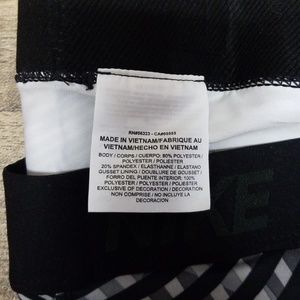 RN#56323 - CA#05553
MADE IN VIETNAM/FABRIQUE AU
VIETNAM/HECHO EN VIETNAM
BODY / CORPS / CUERPO: 80% POLYESTER /
POLYESTER / POLIESTER
20% SPANDEX / ELASTHANNE / ELASTANO
GUSSET LINING / DOUBLURE DE GOUSSET /
FORRO DEL PUENTE INTERIOR: 100%
POLYESTER / POLYESTER / POLIESTER
EXCLUSIVE OF DECORATION / DECORATION
NON COMPRISE / NO INCLUYE LA
DECORACION